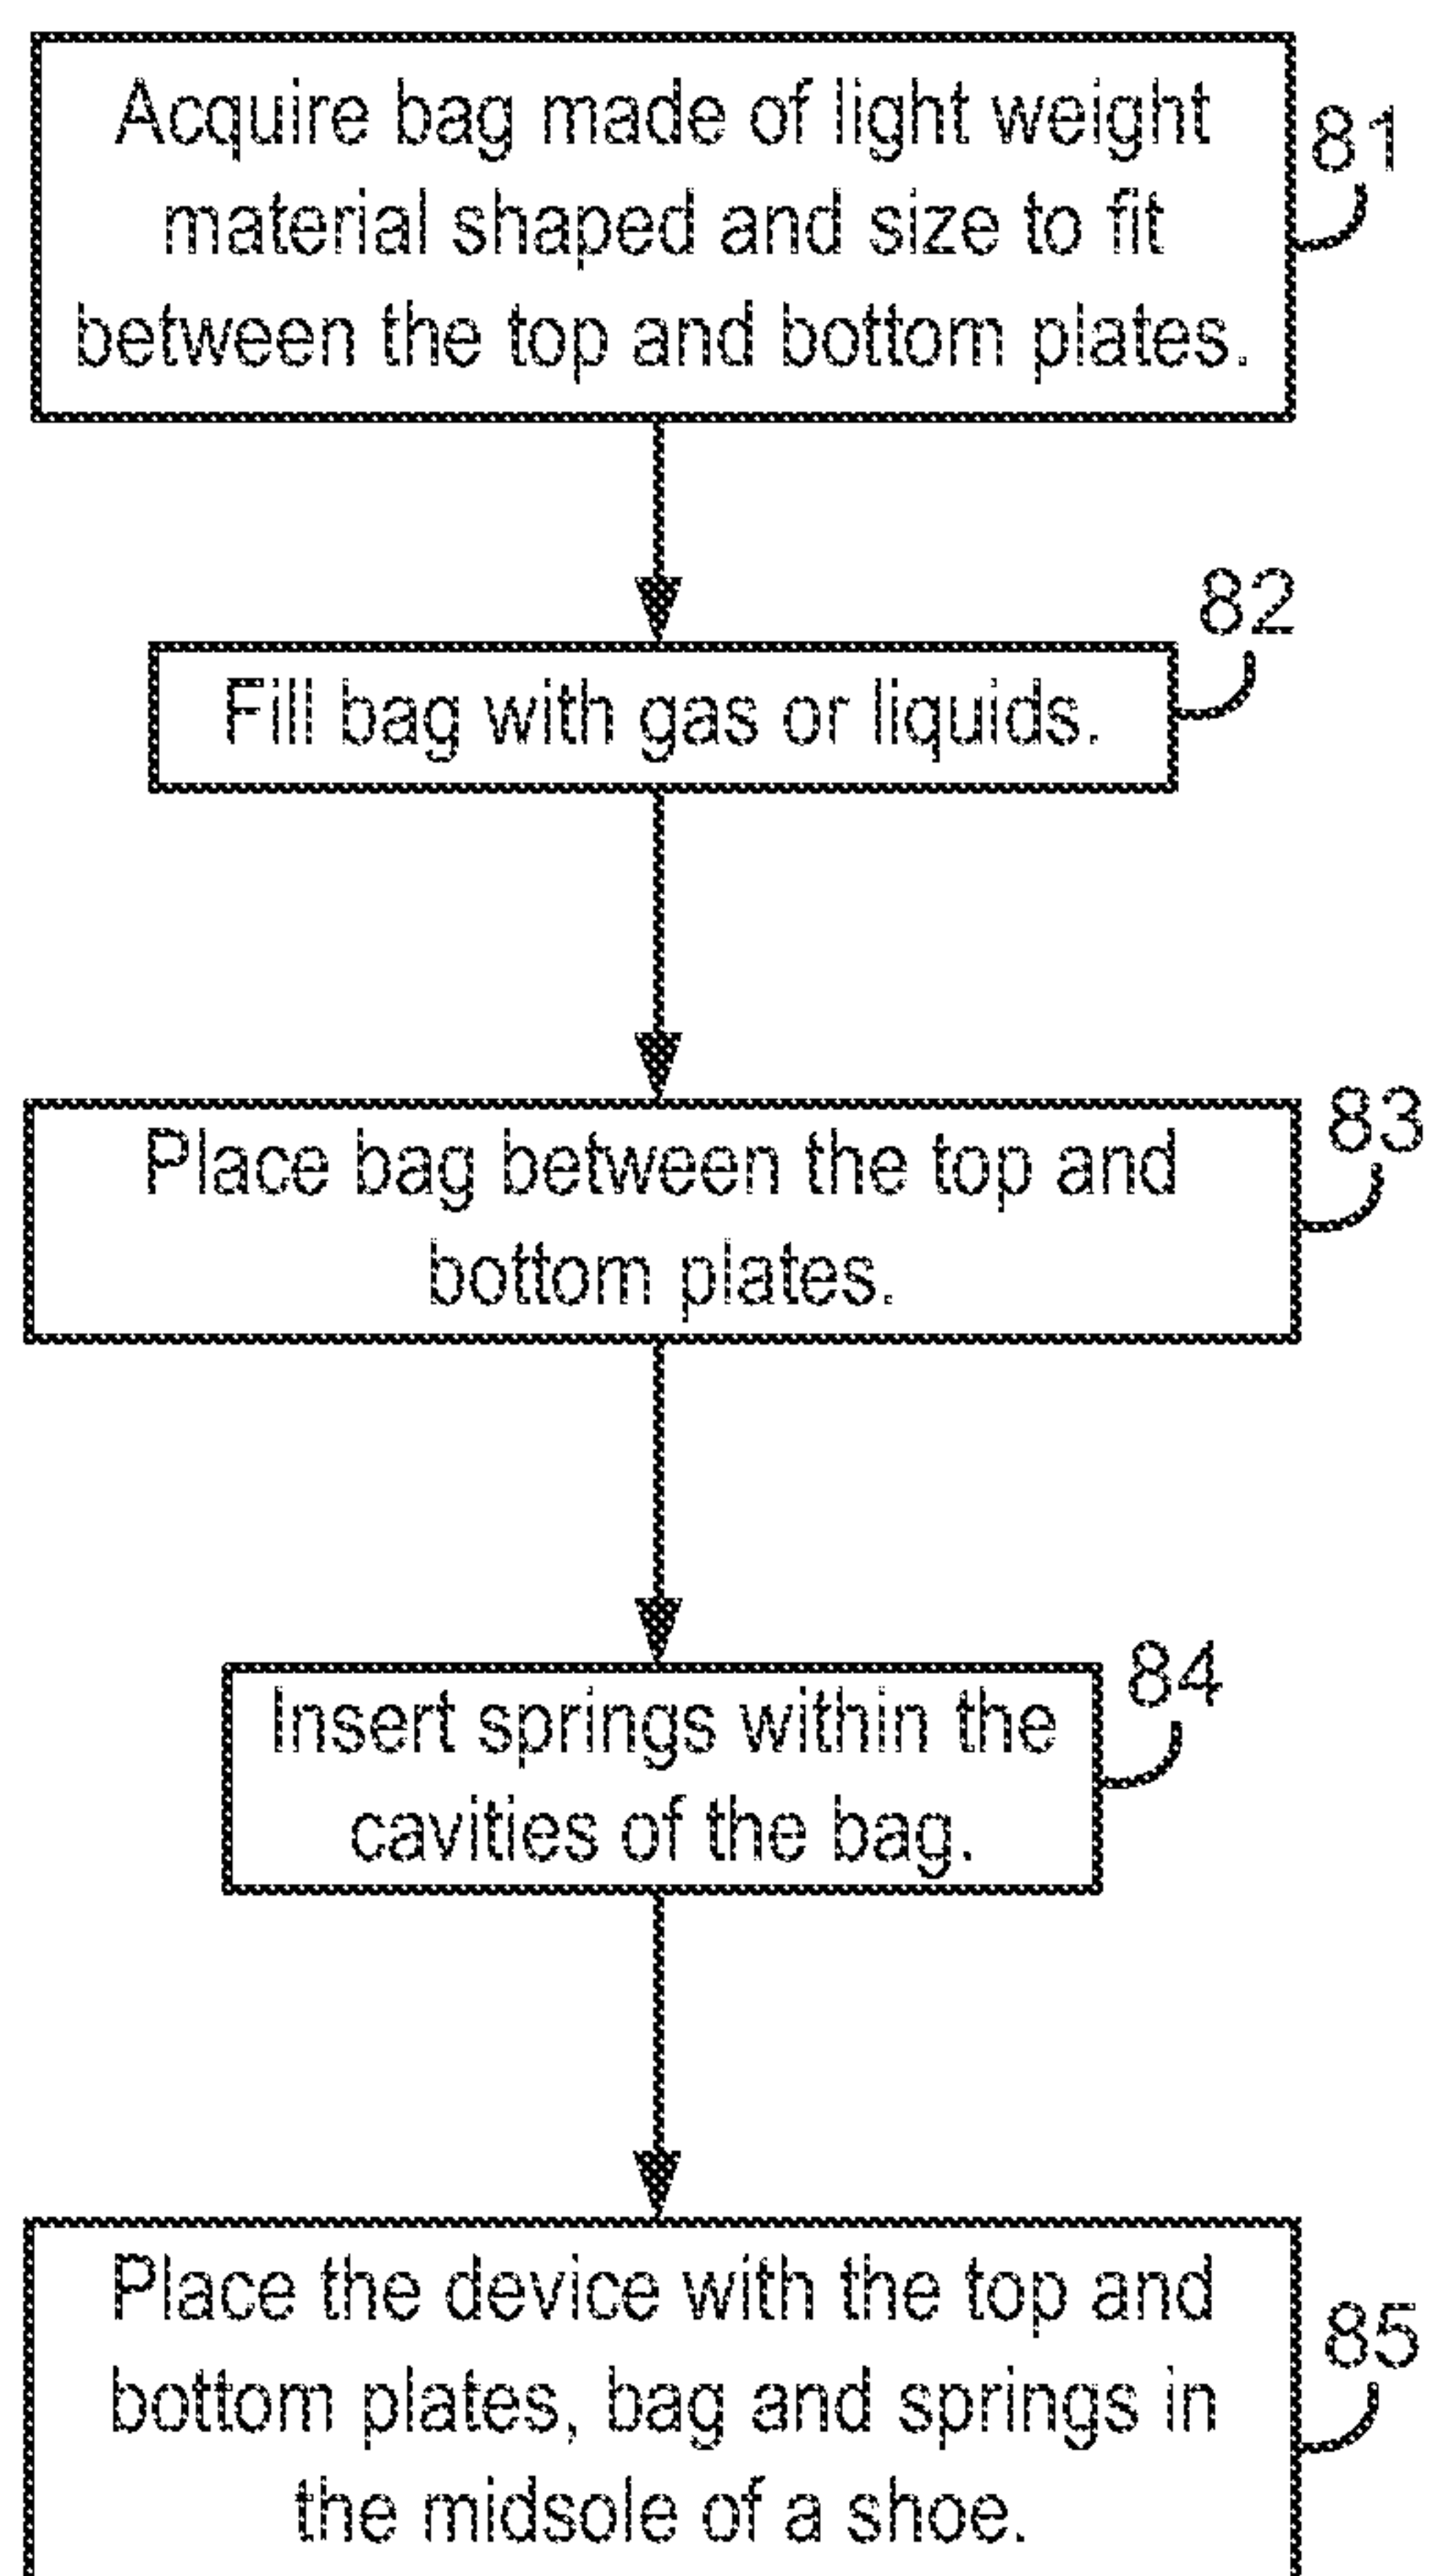 Acquire bag made of light weight
material shaped and size to fit
between the top and bottom plates.
81
Fill bag with gas or liquids.
82
Place bag between the top and
bottom plates.
83
Insert springs within the
cavities of the bag.
84
Place the device with the top and
bottom plates, bag and springs in
the midsole of a shoe.
85